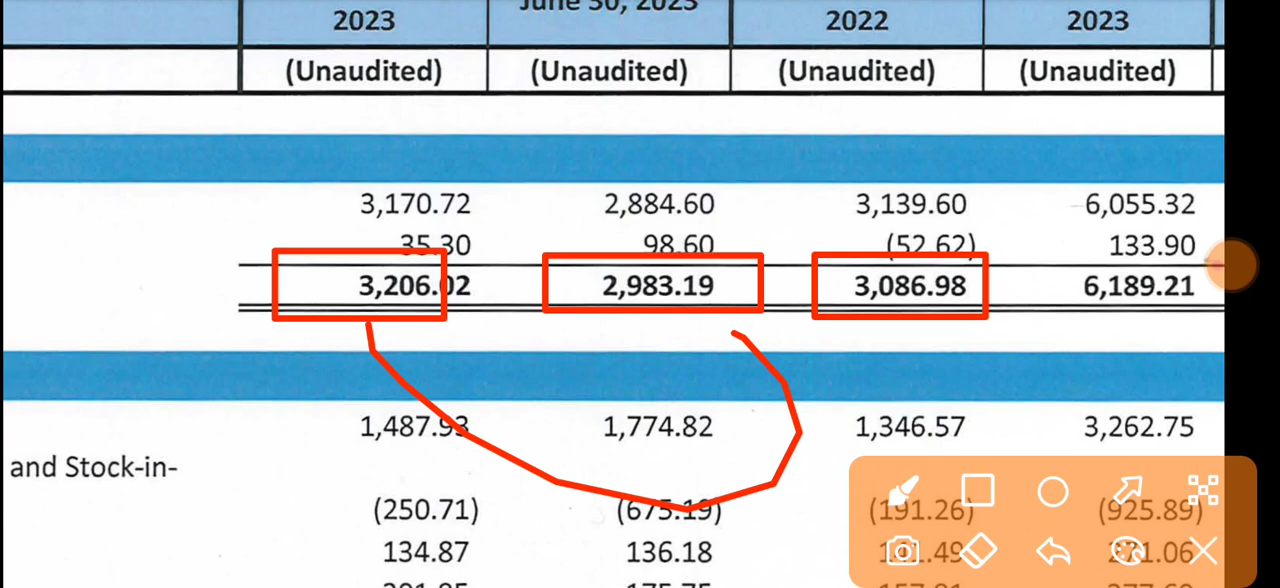 June 30, 2023
2023 2022 2023
(Unaudited) (Unaudited) (Unaudited) (Unaudited)
3,170.72 2,884.60 3,139.60 6,055.32
35.30 98.60 (52.62) 133.90
3,206.02 2,983.19 3,086.98 6,189.21
1,487.93 1,774.82 1,346.57 3,262.75
and Stock-in-
(250.71) (675.19) (191.26) (925.89)
134.87 136.18